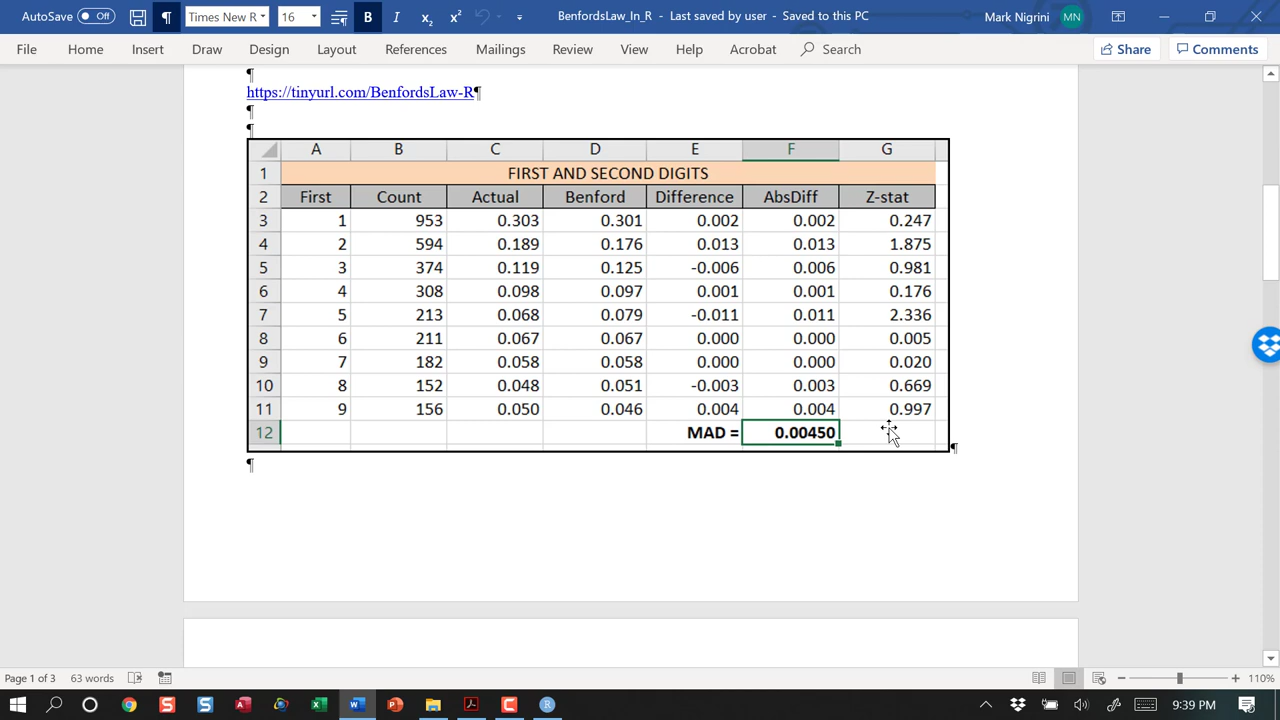 AutoSave Off Times New R 16 B I x₂ x² BenfordsLaw_In_R - Last saved by user - Saved to this PC Mark Nigrini MN
File Home Insert Draw Design Layout References Mailings Review View Help Acrobat Search Share Comments
¶
https://tinyurl.com/BenfordsLaw-R¶
¶
¶
A B C D E F G
1 FIRST AND SECOND DIGITS
2 First Count Actual Benford Difference AbsDiff Z-stat
3 1 953 0.303 0.301 0.002 0.002 0.247
4 2 594 0.189 0.176 0.013 0.013 1.875
5 3 374 0.119 0.125 -0.006 0.006 0.981
6 4 308 0.098 0.097 0.001 0.001 0.176
7 5 213 0.068 0.079 -0.011 0.011 2.336
8 6 211 0.067 0.067 0.000 0.000 0.005
9 7 182 0.058 0.058 0.000 0.000 0.020
10 8 152 0.048 0.051 -0.003 0.003 0.669
11 9 156 0.050 0.046 0.004 0.004 0.997
12 MAD = 0.00450
¶
¶
Page 1 of 3 63 words 110%
9:39 PM